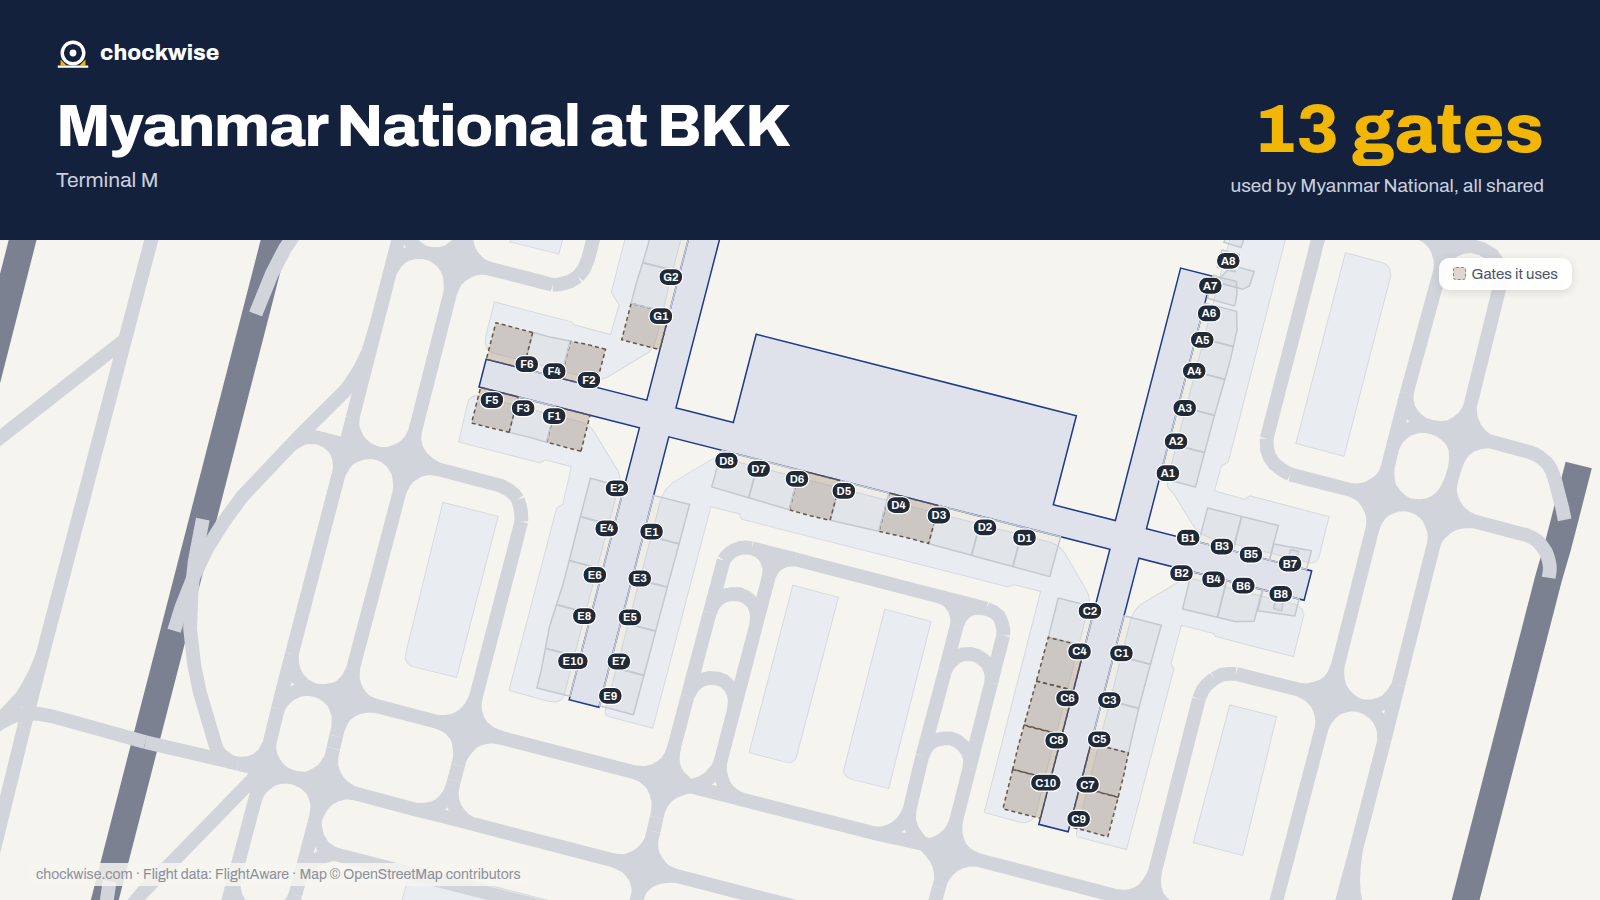 chockwise
Myanmar National at BKK
Terminal M
13 gates
used by Myanmar National, all shared
Gates it uses
A8
G2
A7
A6
G1
A5
F6
F4
A4
F2
F5
F3
A3
F1
A2
D8
D7
A1
D6
E2
D5
D4
D3
E4
D2
E1
D1
B1
B3
B5
B7
E6
E3
B2
B4
B6
B8
C2
E8
E5
C4
C1
E10
E7
E9
C6
C3
C8
C5
C10
C7
C9
chockwise.com · Flight data: FlightAware · Map © OpenStreetMap contributors